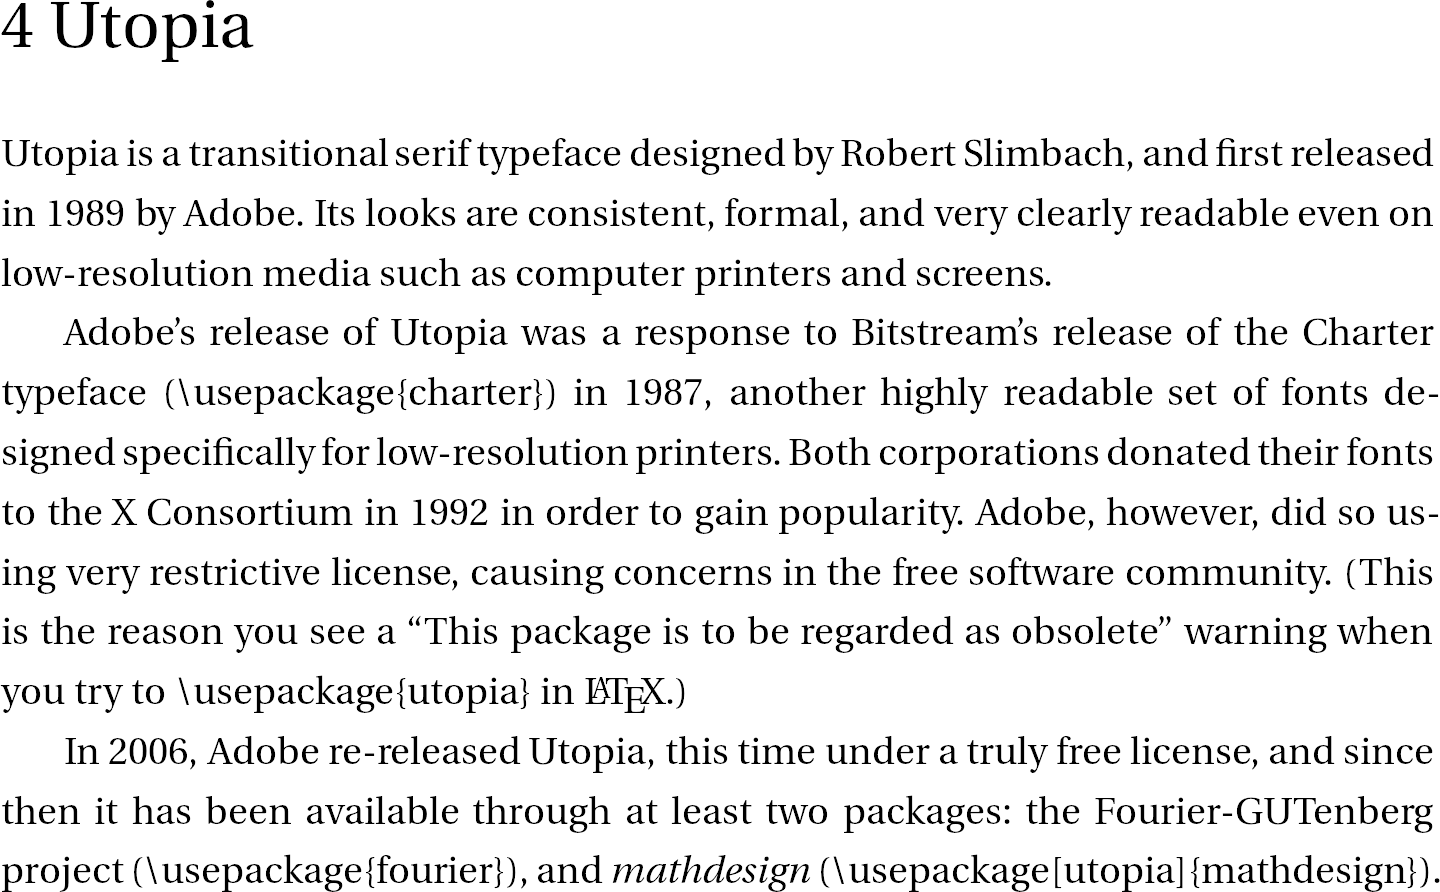 4 Utopia
Utopia is a transitional serif typeface designed by Robert Slimbach, and first released
in 1989 by Adobe. Its looks are consistent, formal, and very clearly readable even on
low-resolution media such as computer printers and screens.
Adobe’s release of Utopia was a response to Bitstream’s release of the Charter
typeface (\usepackage{charter}) in 1987, another highly readable set of fonts de-
signed specifically for low-resolution printers. Both corporations donated their fonts
to the X Consortium in 1992 in order to gain popularity. Adobe, however, did so us-
ing very restrictive license, causing concerns in the free software community. (This
is the reason you see a “This package is to be regarded as obsolete” warning when
you try to \usepackage{utopia} in LATEX.)
In 2006, Adobe re-released Utopia, this time under a truly free license, and since
then it has been available through at least two packages: the Fourier-GUTenberg
project (\usepackage{fourier}), and mathdesign (\usepackage[utopia]{mathdesign}).